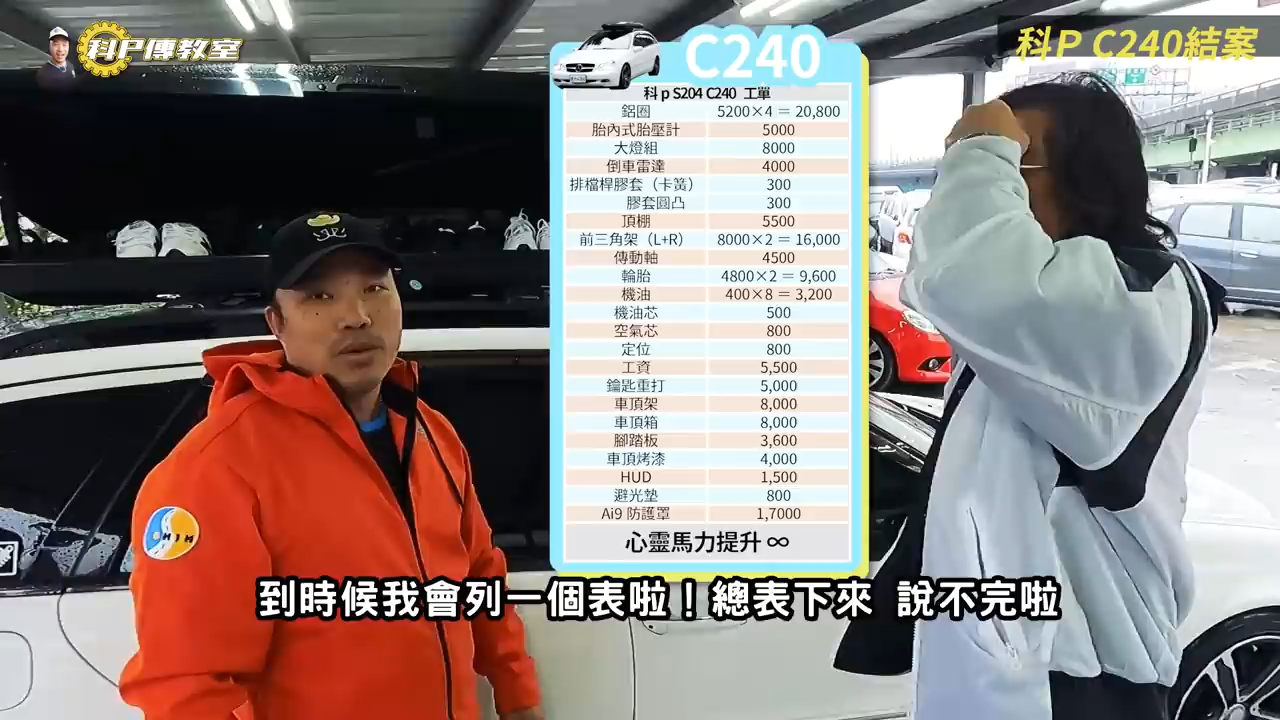 科P傳教室
科P C240結案
C240
科p S204 C240 工單
鋁圈 5200×4 = 20,800
胎內式胎壓計 5000
大燈組 8000
倒車雷達 4000
排檔桿膠套（卡簧） 300
膠套圓凸 300
頂棚 5500
前三角架（L+R） 8000×2 = 16,000
傳動軸 4500
輪胎 4800×2 = 9,600
機油 400×8 = 3,200
機油芯 500
空氣芯 800
定位 800
工資 5,500
鑰匙重打 5,000
車頂架 8,000
車頂箱 8,000
腳踏板 3,600
車頂烤漆 4,000
HUD 1,500
避光墊 800
Ai9 防護罩 1,7000
心靈馬力提升 ∞
到時候我會列一個表啦！總表下來 說不完啦